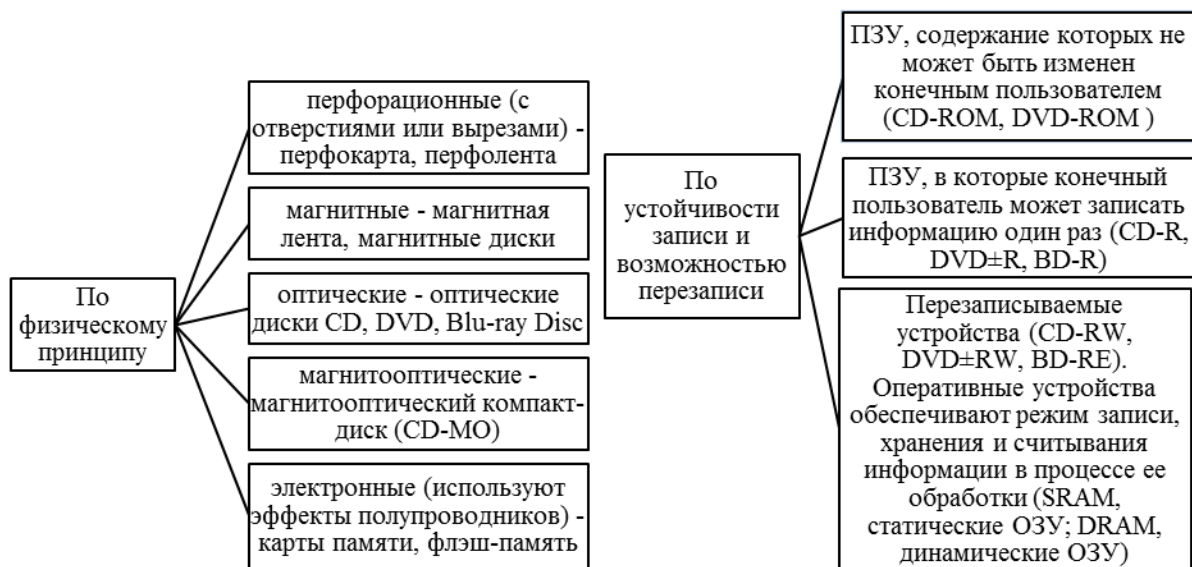 По
физическому
принципу
перфорационные (с
отверстиями или вырезами) -
перфокарта, перфолента
магнитные - магнитная
лента, магнитные диски
оптические - оптические
диски CD, DVD, Blu-ray Disc
магнитооптические -
магнитооптический компакт-
диск (CD-MO)
электронные (используют
эффекты полупроводников) -
карты памяти, флэш-память
По
устойчивости
записи и
возможностью
перезаписи
ПЗУ, содержание которых не
может быть изменен
конечным пользователем
(CD-ROM, DVD-ROM )
ПЗУ, в которые конечный
пользователь может записать
информацию один раз (CD-R,
DVD±R, BD-R)
Перезаписываемые
устройства (CD-RW,
DVD±RW, BD-RE).
Оперативные устройства
обеспечивают режим записи,
хранения и считывания
информации в процессе ее
обработки (SRAM,
статические ОЗУ; DRAM,
динамические ОЗУ)